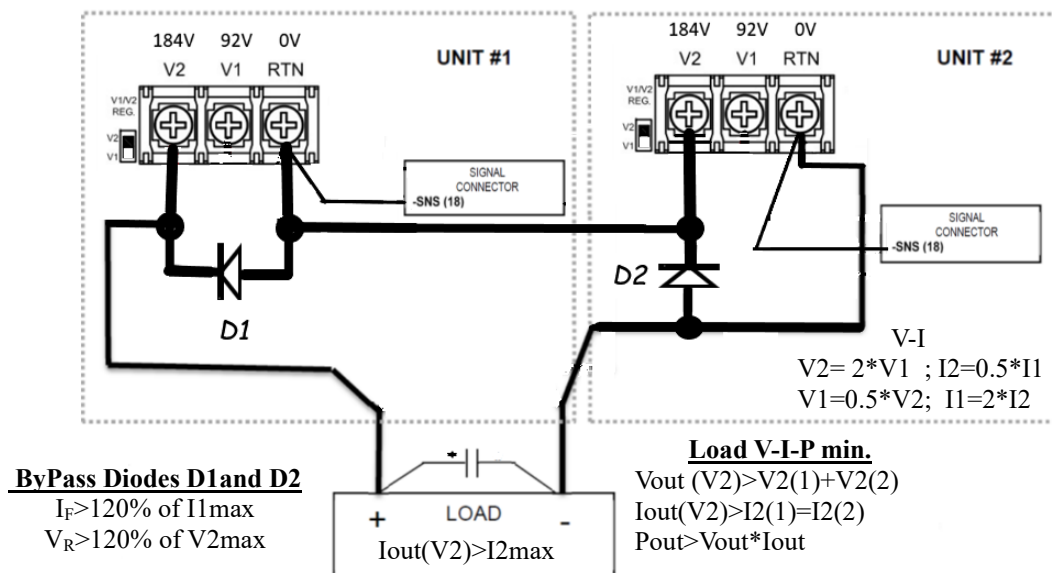 184V 92V 0V
V2 V1 RTN
UNIT #1
V1/V2
REG.
V2
V1
SIGNAL
CONNECTOR
-SNS (18)
D1
184V 92V 0V
V2 V1 RTN
UNIT #2
V1/V2
REG.
V2
V1
SIGNAL
CONNECTOR
-SNS (18)
D2
V-I
V2= 2*V1 ; I2=0.5*I1
V1=0.5*V2; I1=2*I2
ByPass Diodes D1and D2
IF>120% of I1max
VR>120% of V2max
+ LOAD -
Iout(V2)>I2max
Load V-I-P min.
Vout (V2)>V2(1)+V2(2)
Iout(V2)>I2(1)=I2(2)
Pout>Vout*Iout